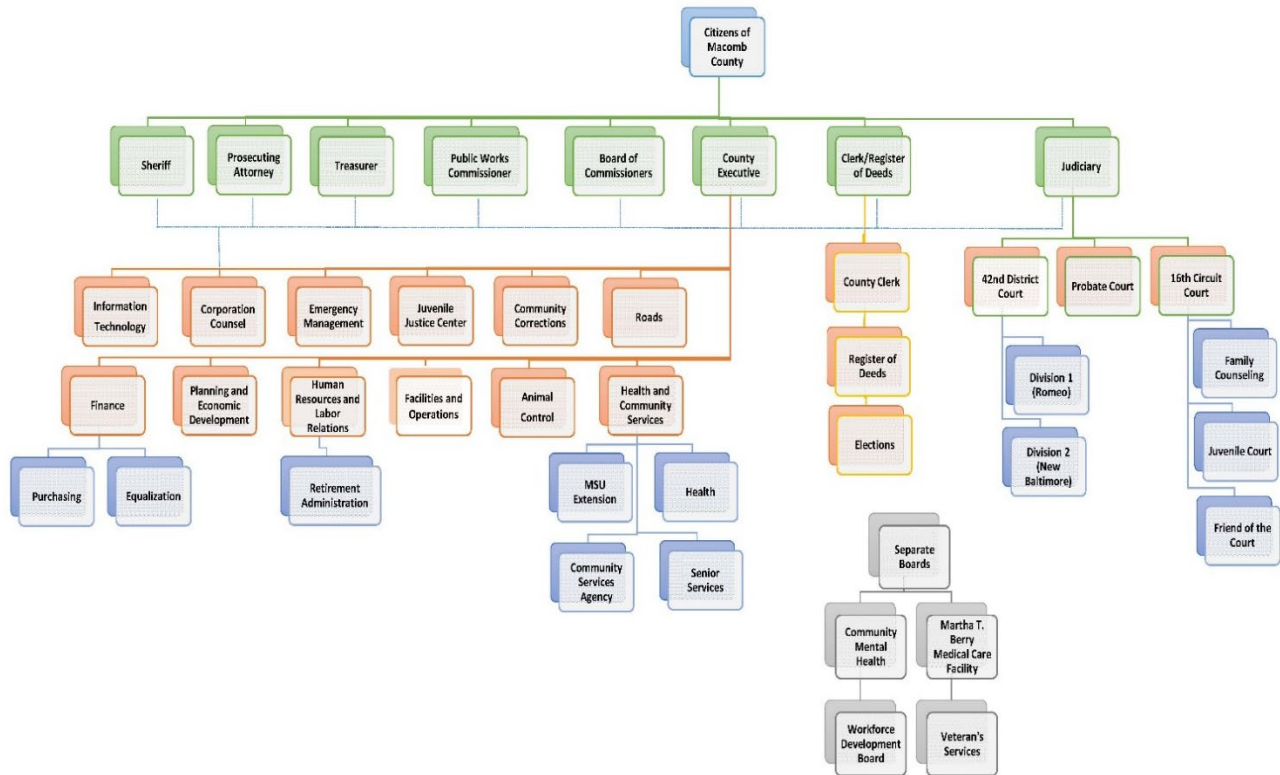 Citizens of
Macomb
County
Sheriff
Prosecuting
Attorney
Treasurer
Public Works
Commissioner
Board of
Commissioners
County
Executive
Clerk/Register
of Deeds
Judiciary
Information
Technology
Corporation
Counsel
Emergency
Management
Juvenile
Justice Center
Community
Corrections
Roads
County Clerk
42nd District
Court
Probate Court
16th Circuit
Court
Finance
Planning and
Economic
Development
Human
Resources and
Labor
Relations
Facilities and
Operations
Animal
Control
Health and
Community
Services
Register of
Deeds
Elections
Division 1
(Romeo)
Division 2
(New
Baltimore)
Family
Counseling
Juvenile Court
Friend of the
Court
Purchasing
Equalization
Retirement
Administration
MSU
Extension
Health
Community
Services
Agency
Senior
Services
Separate
Boards
Community
Mental
Health
Martha T.
Berry
Medical Care
Facility
Workforce
Development
Board
Veteran's
Services